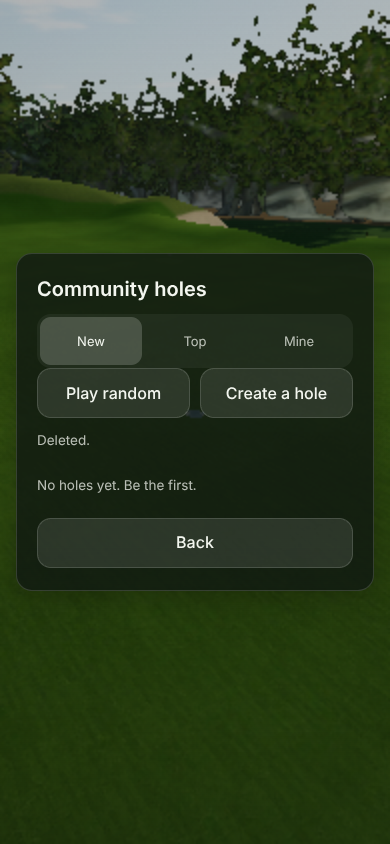 Community holes
New Top Mine
Play random Create a hole
Deleted.
No holes yet. Be the first.
Back